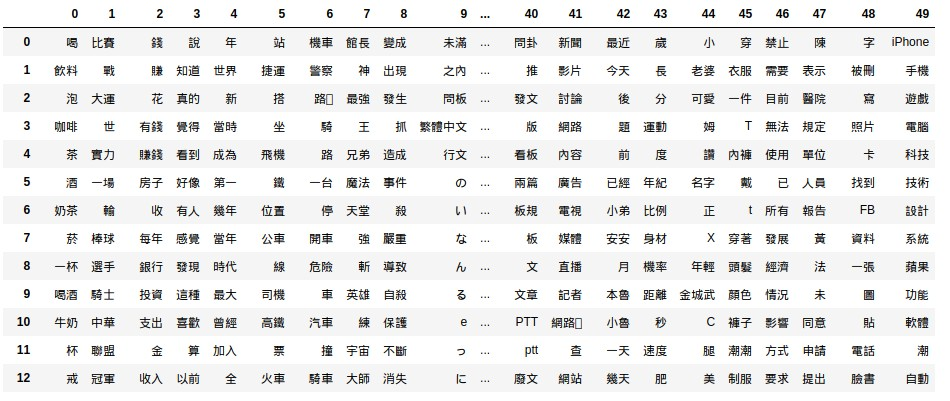 0 1 2 3 4 5 6 7 8 9 ... 40 41 42 43 44 45 46 47 48 49
0 喝 比賽 錢 說 年 站 機車 館長 變成 未滿 ... 問卦 新聞 最近 歲 小 穿 禁止 陳 字 iPhone
1 飲料 戰 賺 知道 世界 捷運 警察 神 出現 之內 ... 推 影片 今天 長 老婆 衣服 需要 表示 被刪 手機
2 泡 大運 花 真的 新 搭 路 最強 發生 問板 ... 發文 討論 後 分 可愛 一件 目前 醫院 寫 遊戲
3 咖啡 世 有錢 覺得 當時 坐 騎 王 抓 繁體中文 ... 版 網路 題 運動 姆 T 無法 規定 照片 電腦
4 茶 實力 賺錢 看到 成為 飛機 路 兄弟 造成 行文 ... 看板 內容 前 度 讚 內褲 使用 單位 卡 科技
5 酒 一場 房子 好像 第一 鐵 一台 魔法 事件 の ... 兩篇 廣告 已經 年紀 名字 戴 已 人員 找到 技術
6 奶茶 輸 收 有人 幾年 位置 停 天堂 殺 い ... 板規 電視 小弟 比例 正 t 所有 報告 FB 設計
7 菸 棒球 每年 感覺 當年 公車 開車 強 嚴重 な ... 板 媒體 安安 身材 X 穿著 發展 黃 資料 系統
8 一杯 選手 銀行 發現 時代 線 危險 斬 導致 ん ... 文 直播 月 機率 年輕 頭髮 經濟 法 一張 蘋果
9 喝酒 騎士 投資 這種 最大 司機 車 英雄 自殺 る ... 文章 記者 本魯 距離 金城武 顏色 情況 未 圖 功能
10 牛奶 中華 支出 喜歡 曾經 高鐵 汽車 練 保護 e ... PTT 網路 小魯 秒 C 褲子 影響 同意 貼 軟體
11 杯 聯盟 金 算 加入 票 撞 宇宙 不斷 っ ... ptt 查 一天 速度 腿 潮潮 方式 申請 電話 潮
12 戒 冠軍 收入 以前 全 火車 騎車 大師 消失 に ... 廢文 網站 幾天 肥 美 制服 要求 提出 臉書 自動